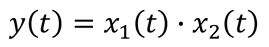 y(t) = x₁(t) · x₂(t)